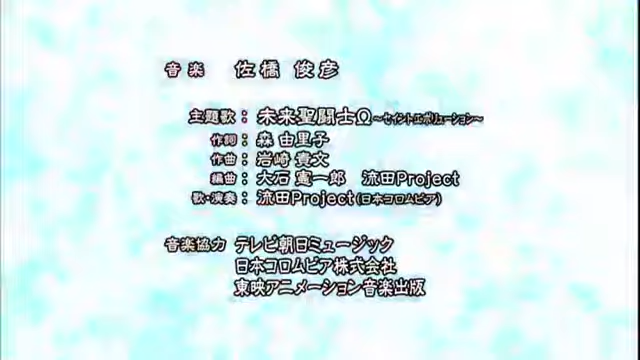 音楽 佐橋 俊彦
主題歌： 未来聖闘士Ω～セイントエボリューション～
作詞： 森 由里子
作曲： 岩崎 貴文
編曲： 大石 憲一郎 流田Project
歌・演奏： 流田Project（日本コロムビア）
音楽協力 テレビ朝日ミュージック
日本コロムビア株式会社
東映アニメーション音楽出版